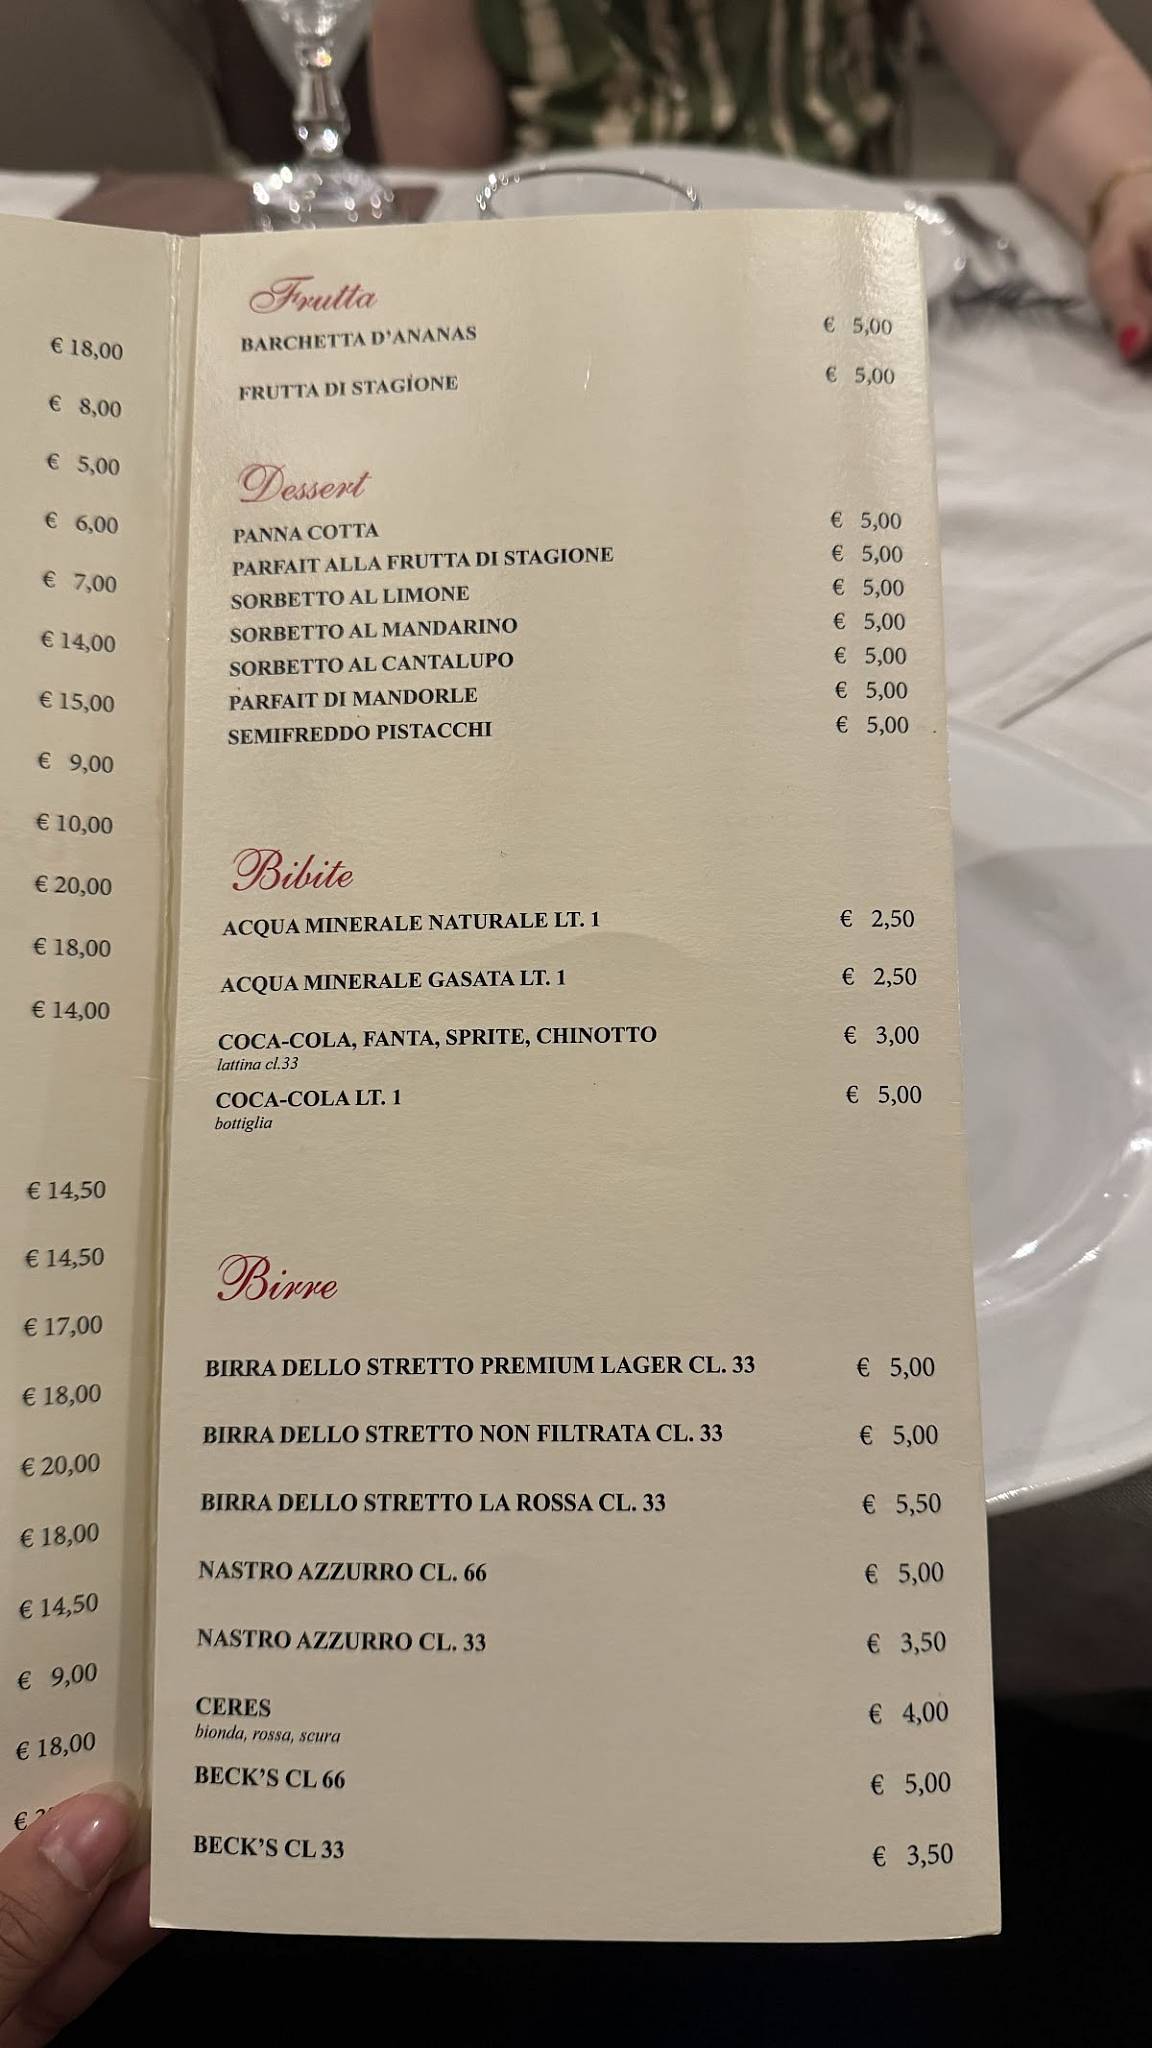 € 18,00
€ 8,00
€ 5,00
€ 6,00
€ 7,00
€ 14,00
€ 15,00
€ 9,00
€ 10,00
€ 20,00
€ 18,00
€ 14,00
€ 14,50
€ 14,50
€ 17,00
€ 18,00
€ 20,00
€ 18,00
€ 14,50
€ 9,00
€ 18,00
€
Frutta
BARCHETTA D'ANANAS € 5,00
FRUTTA DI STAGIONE € 5,00
Dessert
PANNA COTTA € 5,00
PARFAIT ALLA FRUTTA DI STAGIONE € 5,00
SORBETTO AL LIMONE € 5,00
SORBETTO AL MANDARINO € 5,00
SORBETTO AL CANTALUPO € 5,00
PARFAIT DI MANDORLE € 5,00
SEMIFREDDO PISTACCHI € 5,00
Bibite
ACQUA MINERALE NATURALE LT. 1 € 2,50
ACQUA MINERALE GASATA LT. 1 € 2,50
COCA-COLA, FANTA, SPRITE, CHINOTTO € 3,00
lattina cl.33
COCA-COLA LT. 1 € 5,00
bottiglia
Birre
BIRRA DELLO STRETTO PREMIUM LAGER CL. 33 € 5,00
BIRRA DELLO STRETTO NON FILTRATA CL. 33 € 5,00
BIRRA DELLO STRETTO LA ROSSA CL. 33 € 5,50
NASTRO AZZURRO CL. 66 € 5,00
NASTRO AZZURRO CL. 33 € 3,50
CERES € 4,00
bionda, rossa, scura
BECK'S CL 66 € 5,00
BECK'S CL 33 € 3,50